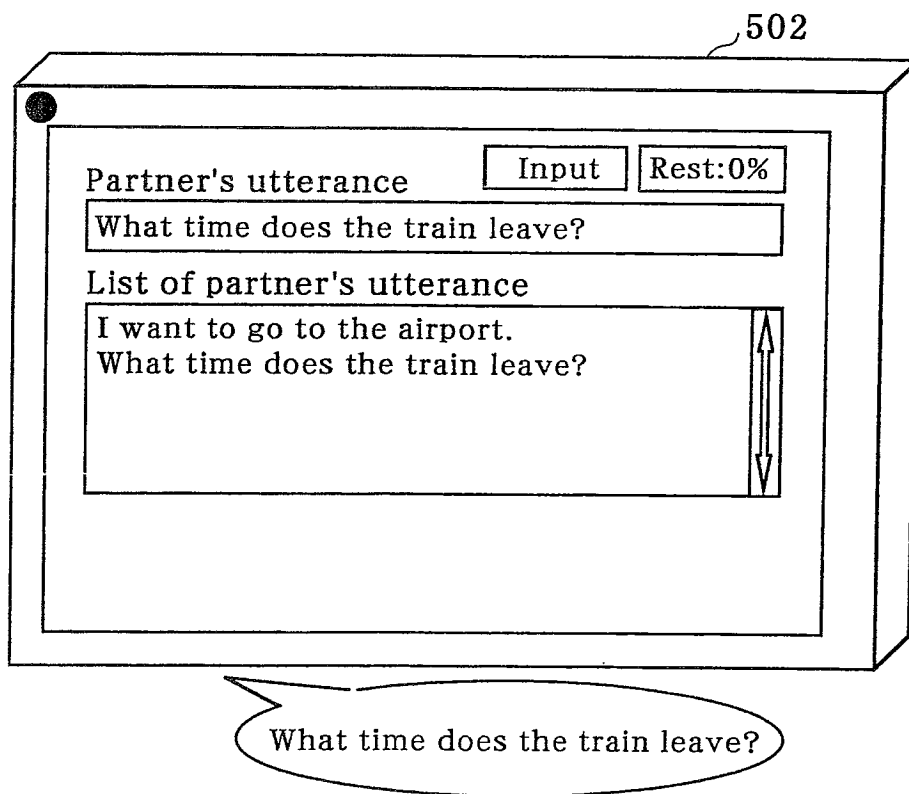 502
Input
Rest:0%
Partner's utterance
What time does the train leave?
List of partner's utterance
I want to go to the airport.
What time does the train leave?
What time does the train leave?